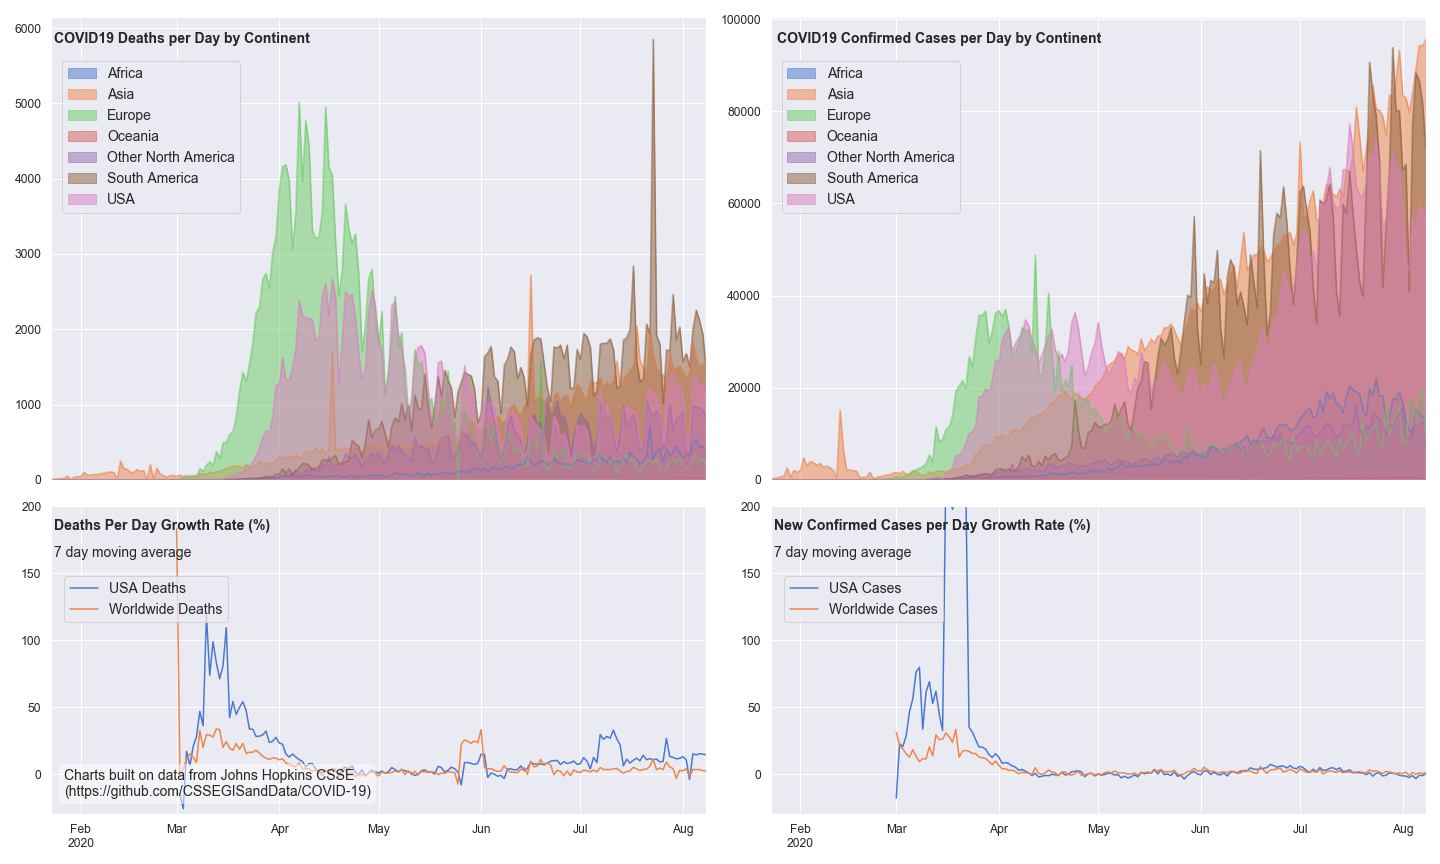 COVID19 Deaths per Day by Continent
6000
5000
4000
3000
2000
1000
0
Africa
Asia
Europe
Oceania
Other North America
South America
USA
COVID19 Confirmed Cases per Day by Continent
100000
80000
60000
40000
20000
0
Africa
Asia
Europe
Oceania
Other North America
South America
USA
Deaths Per Day Growth Rate (%)
7 day moving average
USA Deaths
Worldwide Deaths
200
150
100
50
0
Charts built on data from Johns Hopkins CSSE
(https://github.com/CSSEGISandData/COVID-19)
Feb Mar Apr May Jun Jul Aug
2020
New Confirmed Cases per Day Growth Rate (%)
7 day moving average
USA Cases
Worldwide Cases
200
150
100
50
0
Feb Mar Apr May Jun Jul Aug
2020